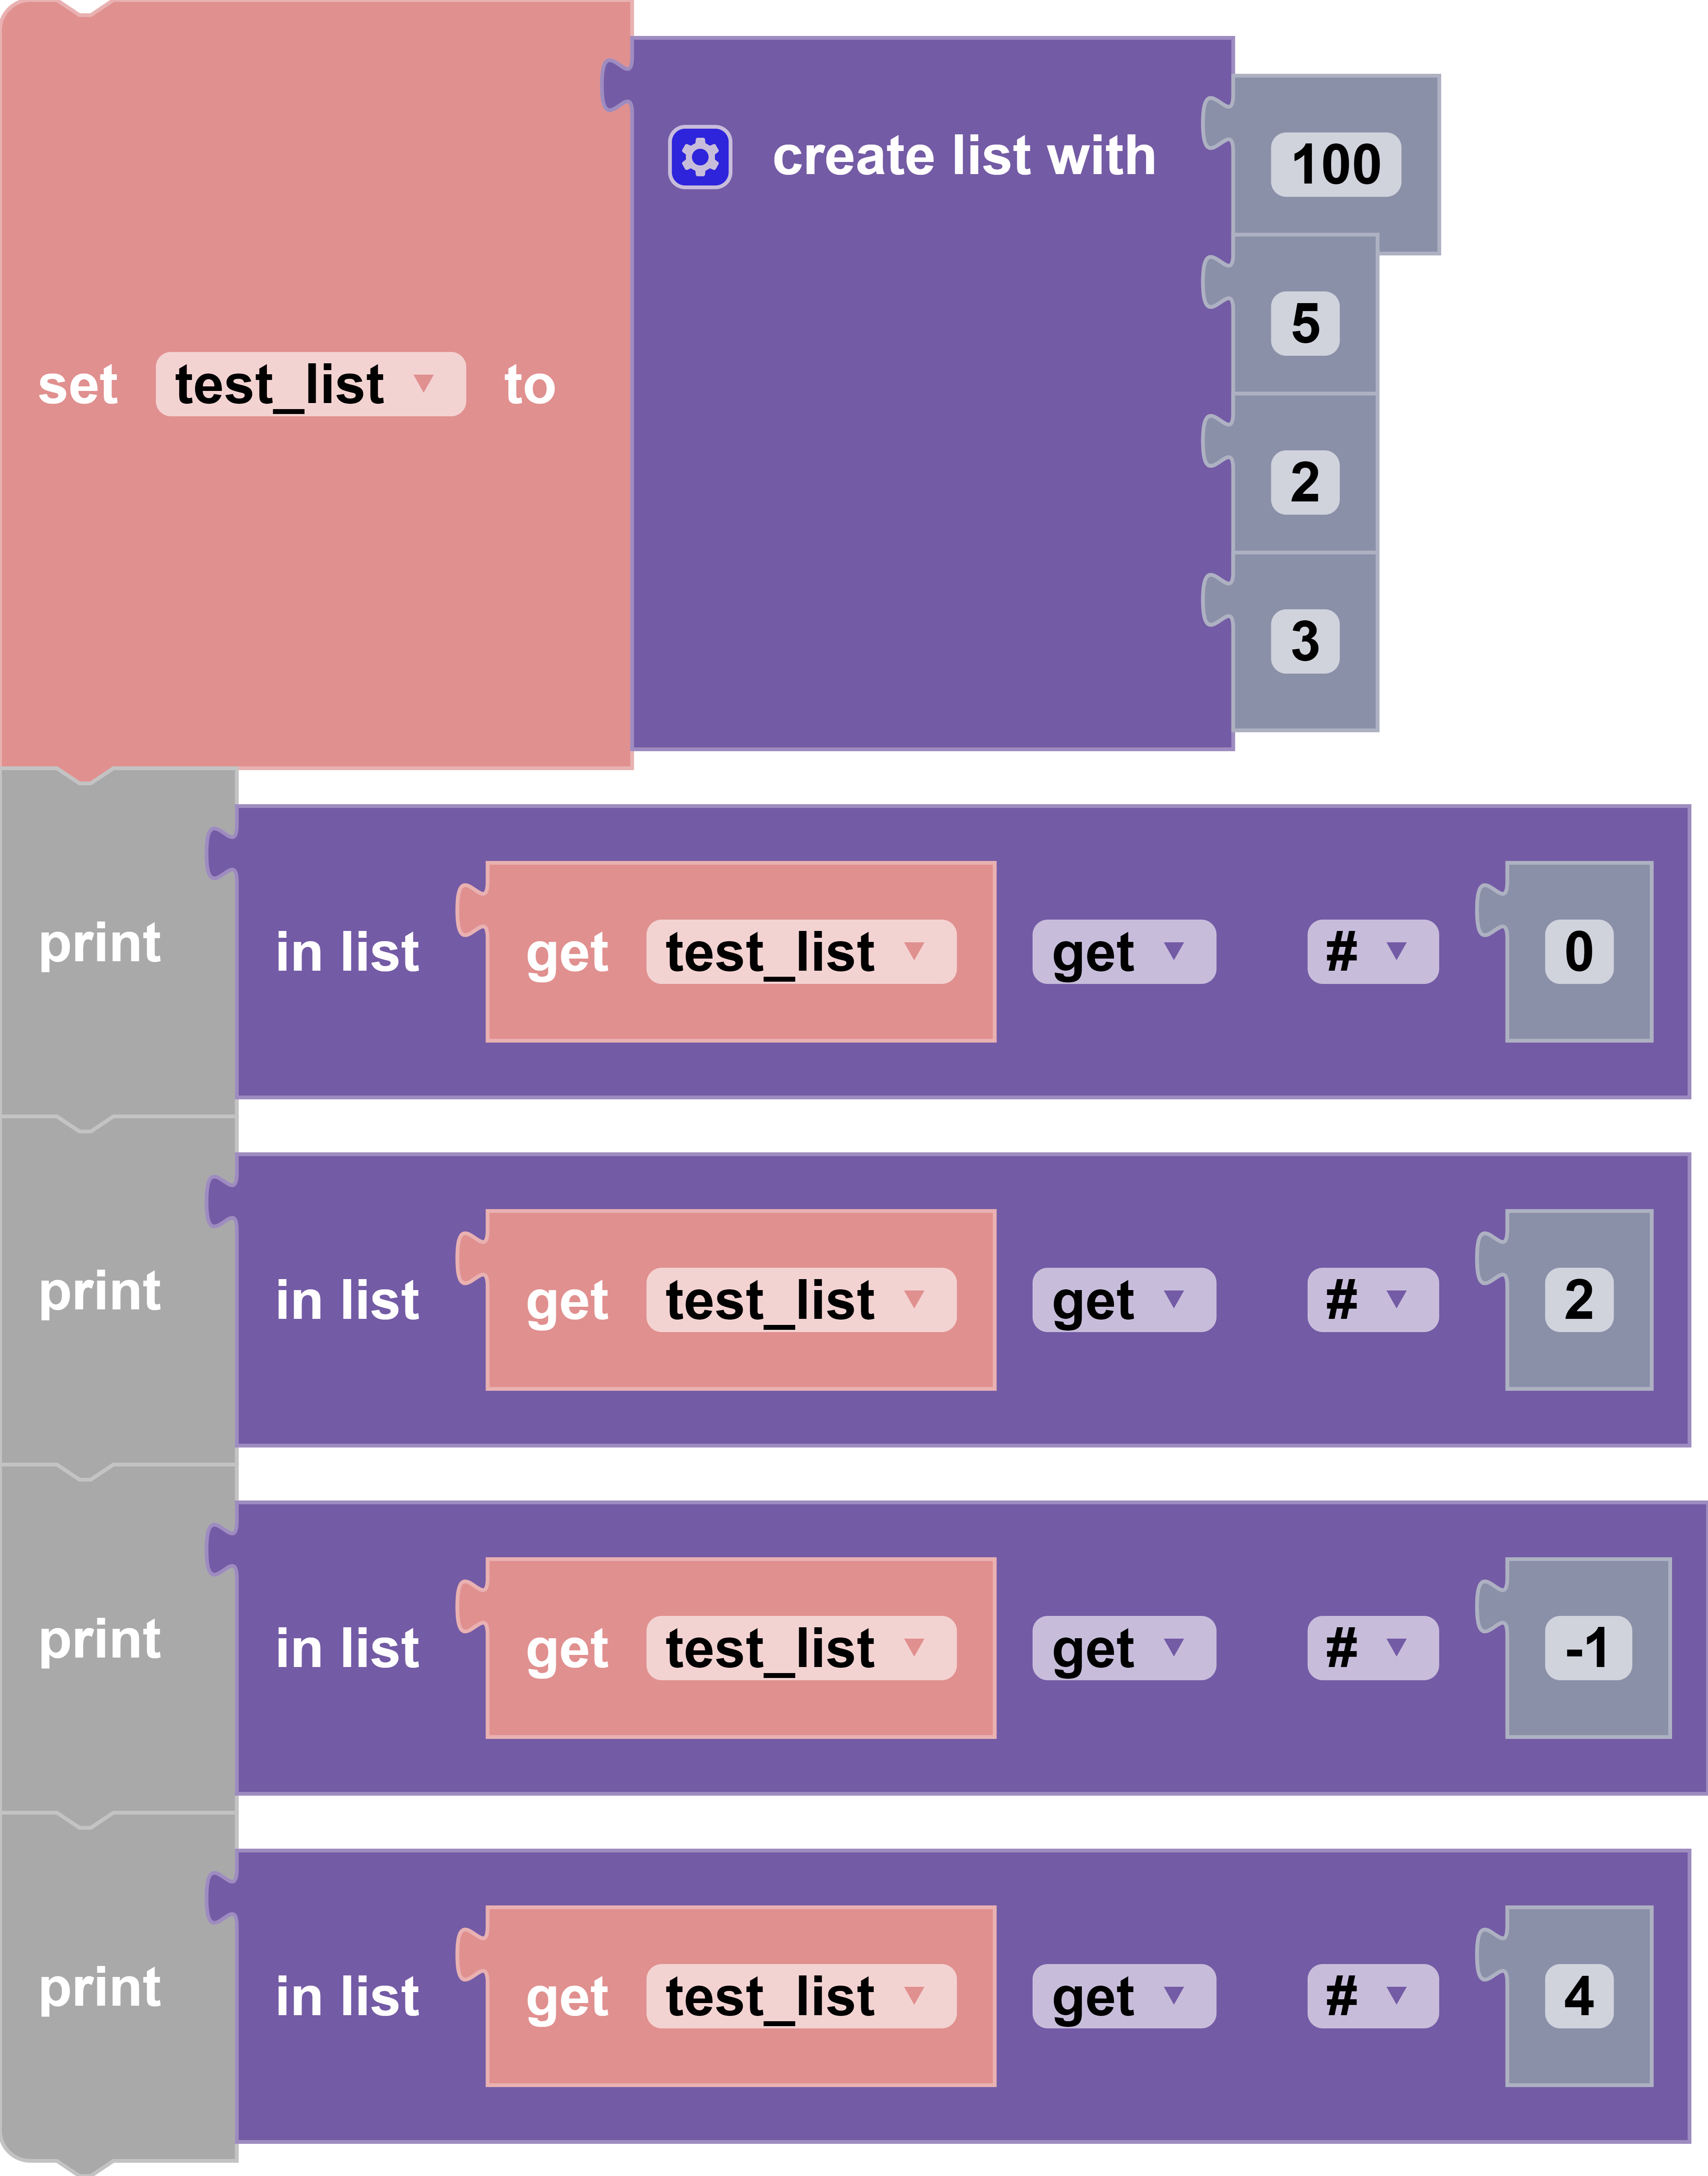 create list with 100
5
set test_list to
2
3
print in list get test_list get # 0
print in list get test_list get # 2
print in list get test_list get # -1
print in list get test_list get # 4